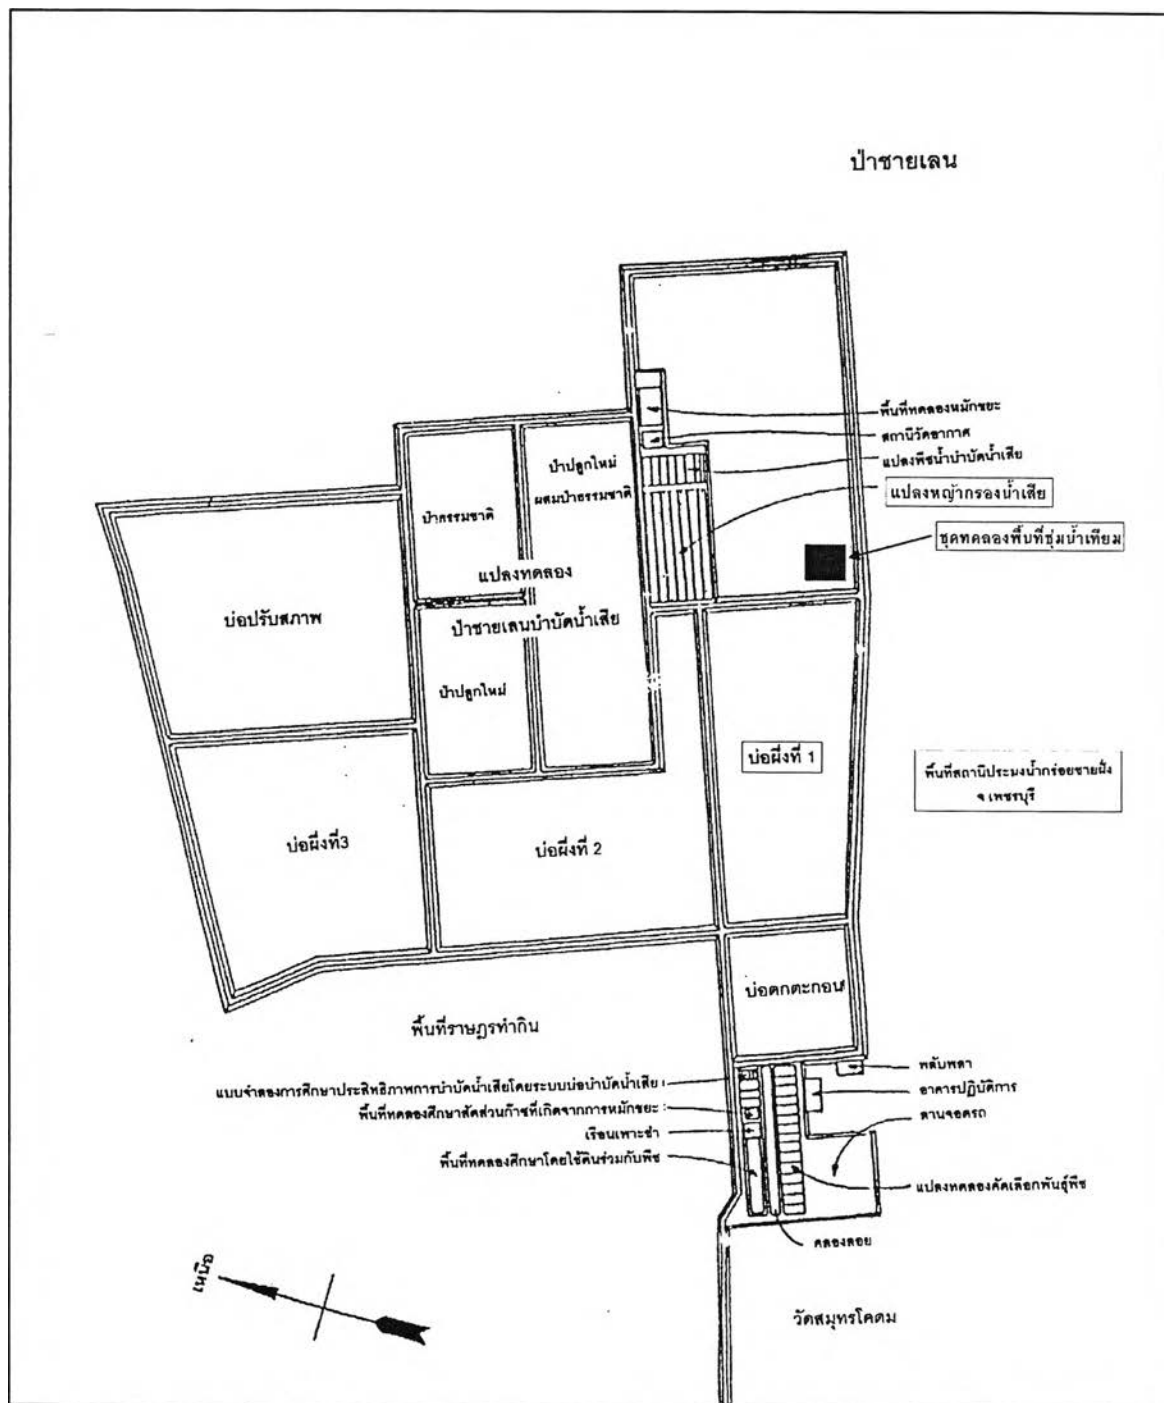 ป่าชายเลน
พื้นที่ทดลองหมักขยะ
สถานีวัดอากาศ
แปลงพืชน้ำบำบัดน้ำเสีย
แปลงหญ้ากรองน้ำเสีย
ชุดทดลองพื้นที่ชุ่มน้ำเทียม
ป่าปลูกใหม่
ผสมป่าธรรมชาติ
ป่าธรรมชาติ
แปลงทดลอง
ป่าชายเลนบำบัดน้ำเสีย
บ่อปรับสภาพ
ป่าปลูกใหม่
บ่อผึ่งที่ 1
พื้นที่สถานีประมงน้ำกร่อยชายฝั่ง
จ เพชรบุรี
บ่อผึ่งที่3
บ่อผึ่งที่ 2
บ่อตกตะกอน
พื้นที่ราษฎรทำกิน
พลับพลา
แบบจำลองการศึกษาประสิทธิภาพการบำบัดน้ำเสียโดยระบบบ่อบำบัดน้ำเสีย
อาคารปฏิบัติการ
พื้นที่ทดลองศึกษาสัดส่วนก๊าซที่เกิดจากการหมักขยะ
ลานจอดรถ
เรือนเพาะชำ
พื้นที่ทดลองศึกษาโดยใช้ดินร่วมกับพืช
แปลงทดลองคัดเลือกพันธุ์พืช
คลองลอย
เหนือ
วัดสมุทรโคดม